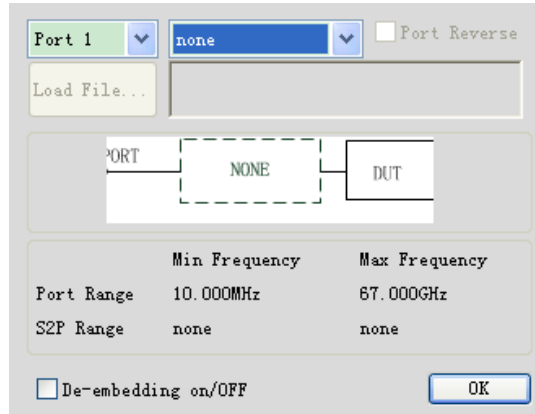 Port 1 none Port Reverse
Load File...
PORT NONE DUT
Min Frequency Max Frequency
Port Range 10.000MHz 67.000GHz
S2P Range none none
De-embedding on/OFF OK